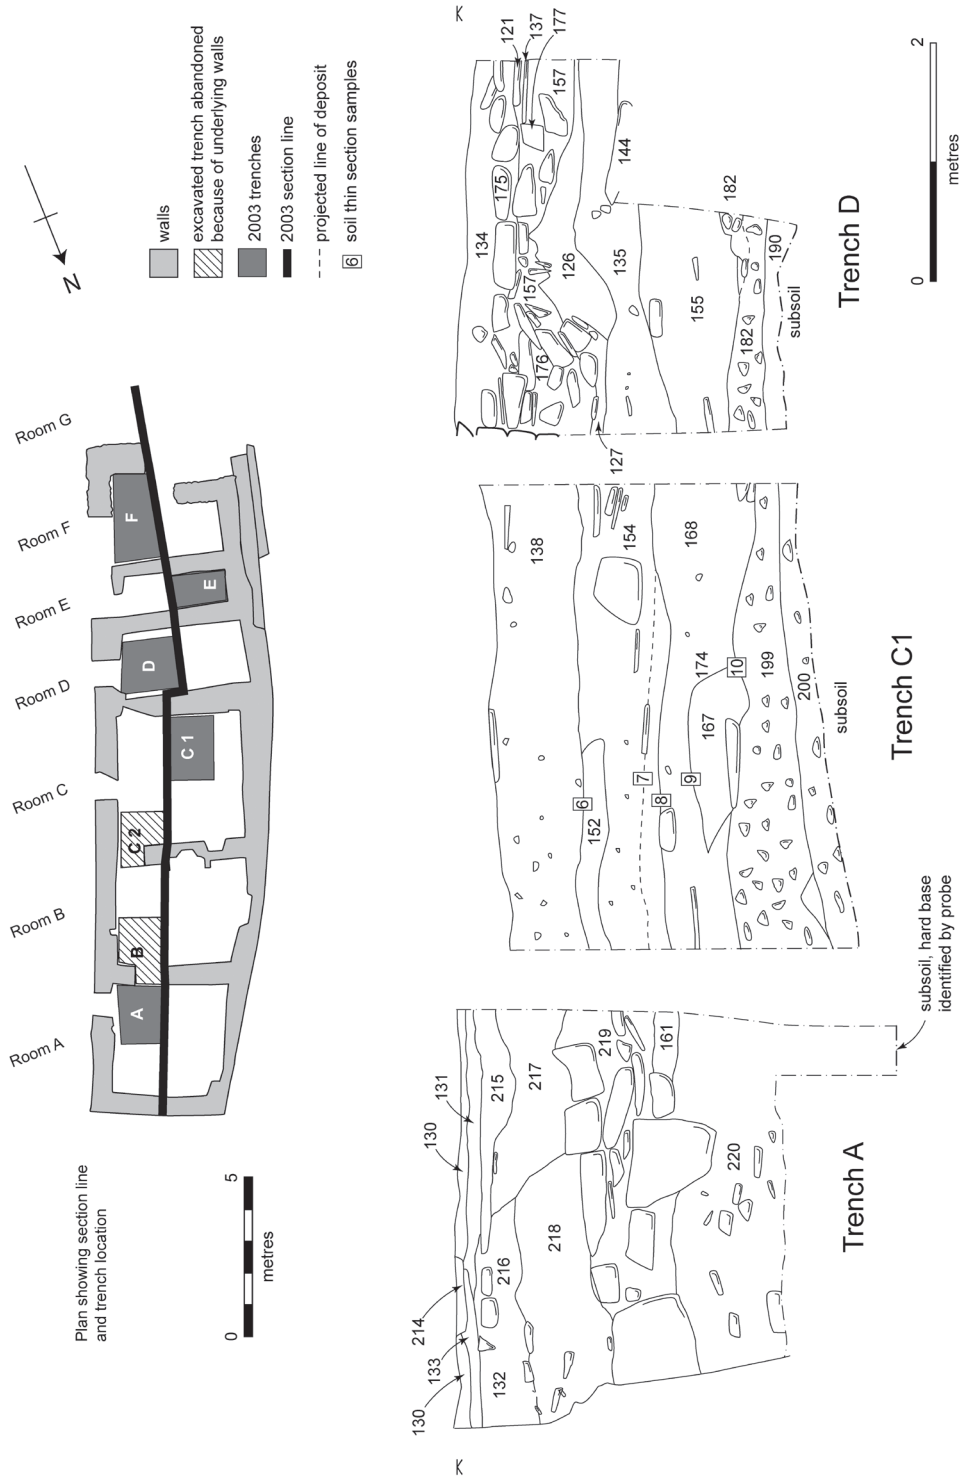 Plan showing section line
and trench location
0
5
metres
Room A
Room B
Room C
Room D
Room E
Room F
Room G
A
B
C 2
C 1
D
E
F
N
walls
excavated trench abandoned
because of underlying walls
2003 trenches
2003 section line
projected line of deposit
6 soil thin section samples
K
130
133
214
130
131
132
216
215
217
218
219
161
220
Trench A
subsoil, hard base
identified by probe
138
6
152
154
7
8
9
168
174
167
10
199
200
subsoil
Trench C1
K
121
137
177
134
175
157
157
176
126
127
144
135
155
182
182
190
subsoil
Trench D
0
2
metres